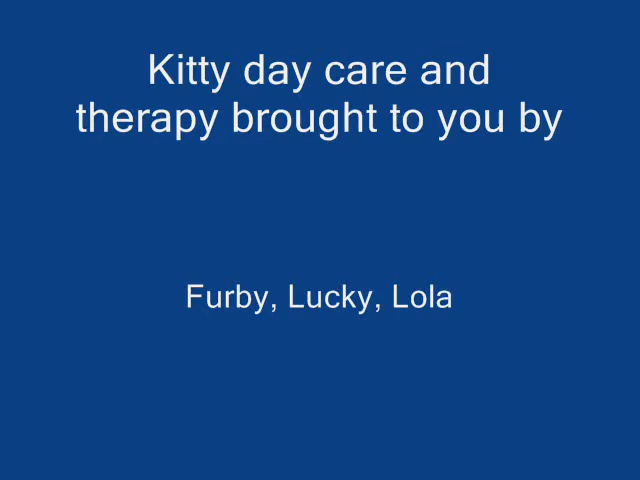 Kitty day care and
therapy brought to you by
Furby, Lucky, Lola